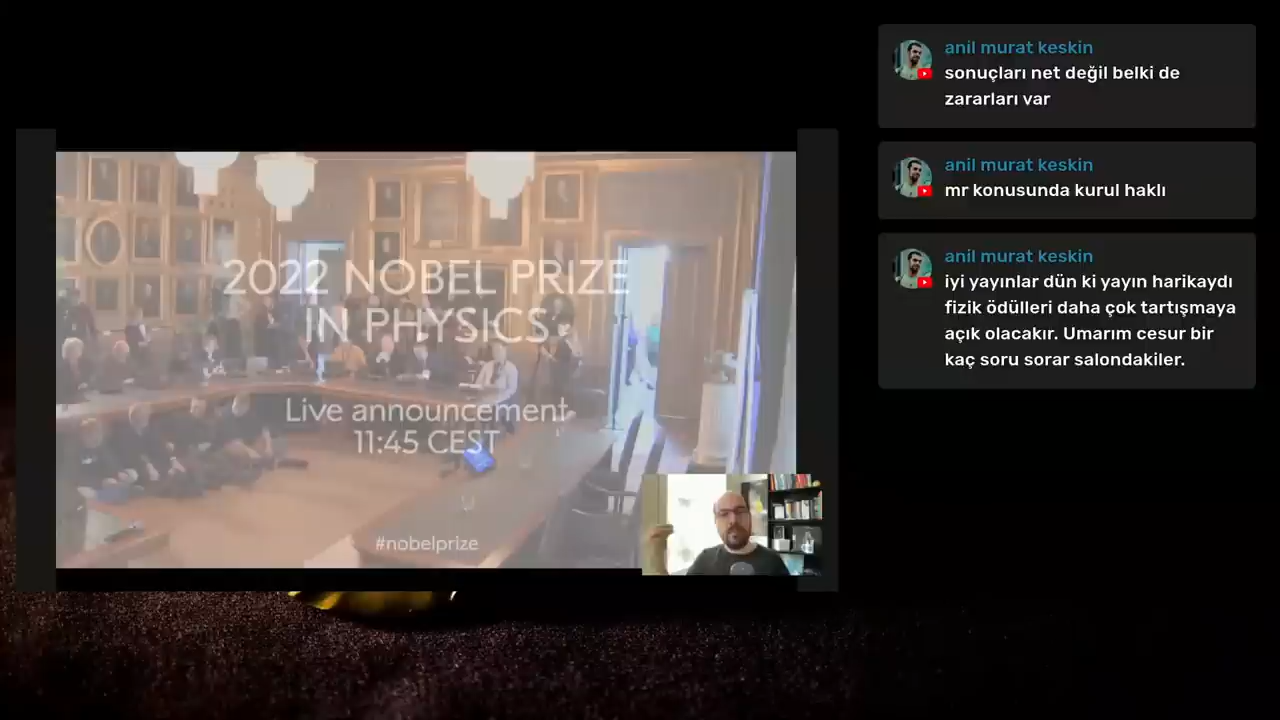 2022 NOBEL PRIZE
IN PHYSICS
Live announcement
11:45 CEST
#nobelprize
anil murat keskin
sonuçları net değil belki de
zararları var
anil murat keskin
mr konusunda kurul haklı
anil murat keskin
iyi yayınlar dün ki yayın harikaydı
fizik ödülleri daha çok tartışmaya
açık olacakır. Umarım cesur bir
kaç soru sorar salondakiler.